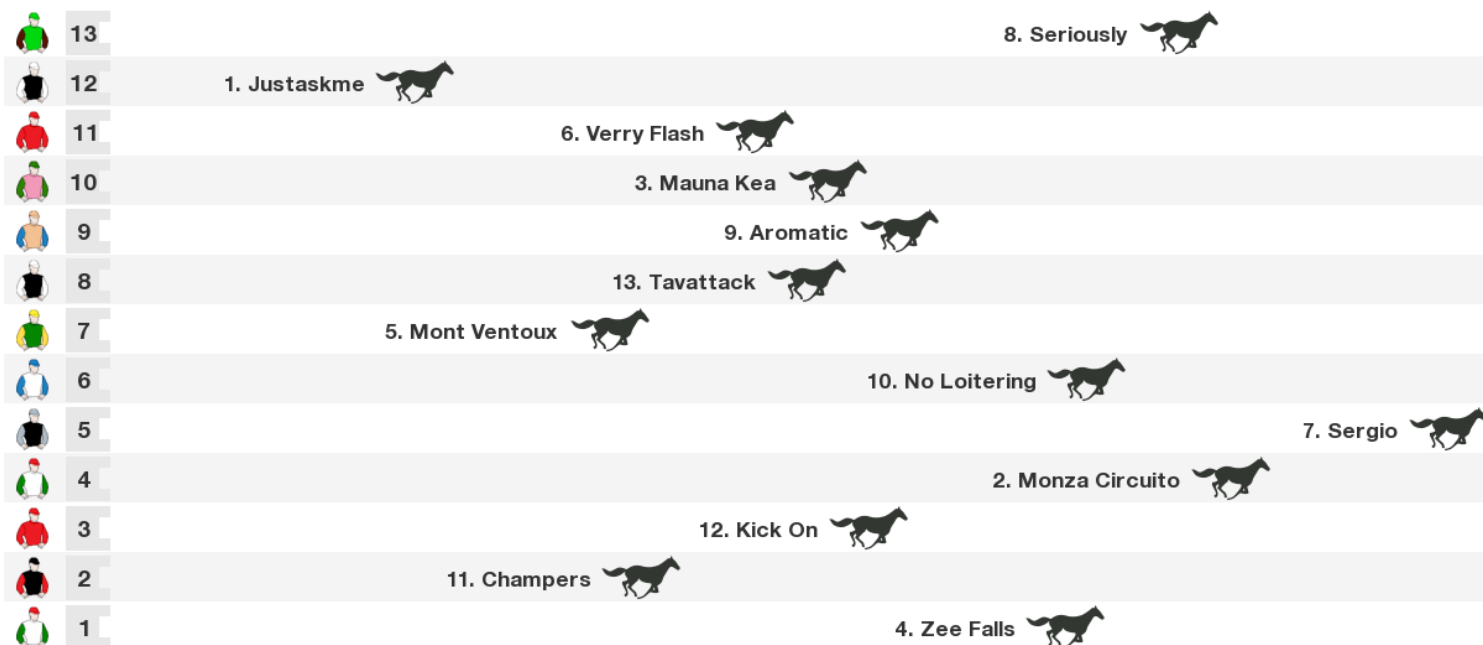 13 8. Seriously
12 1. Justaskme
11 6. Verry Flash
10 3. Mauna Kea
9 9. Aromatic
8 13. Tavattack
7 5. Mont Ventoux
6 10. No Loitering
5 7. Sergio
4 2. Monza Circuito
3 12. Kick On
2 11. Champers
1 4. Zee Falls